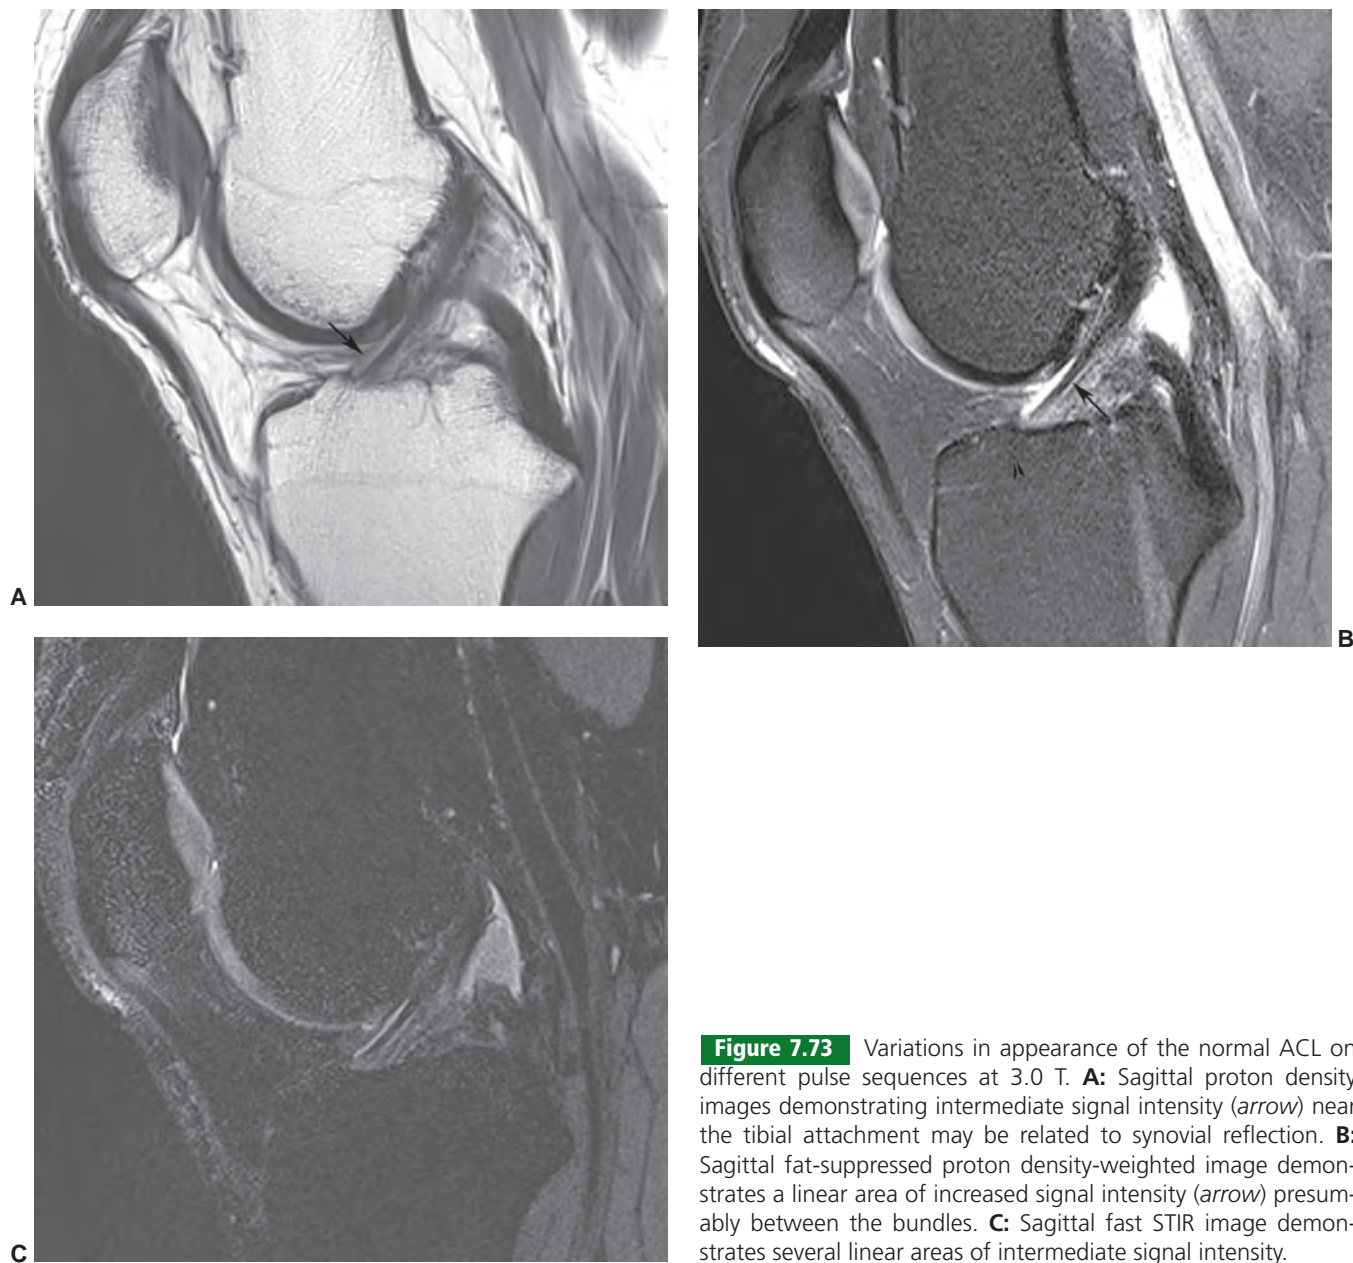 A
B
C
Figure 7.73 Variations in appearance of the normal ACL on
different pulse sequences at 3.0 T. A: Sagittal proton density
images demonstrating intermediate signal intensity (arrow) near
the tibial attachment may be related to synovial reflection. B:
Sagittal fat-suppressed proton density-weighted image demon-
strates a linear area of increased signal intensity (arrow) presum-
ably between the bundles. C: Sagittal fast STIR image demon-
strates several linear areas of intermediate signal intensity.